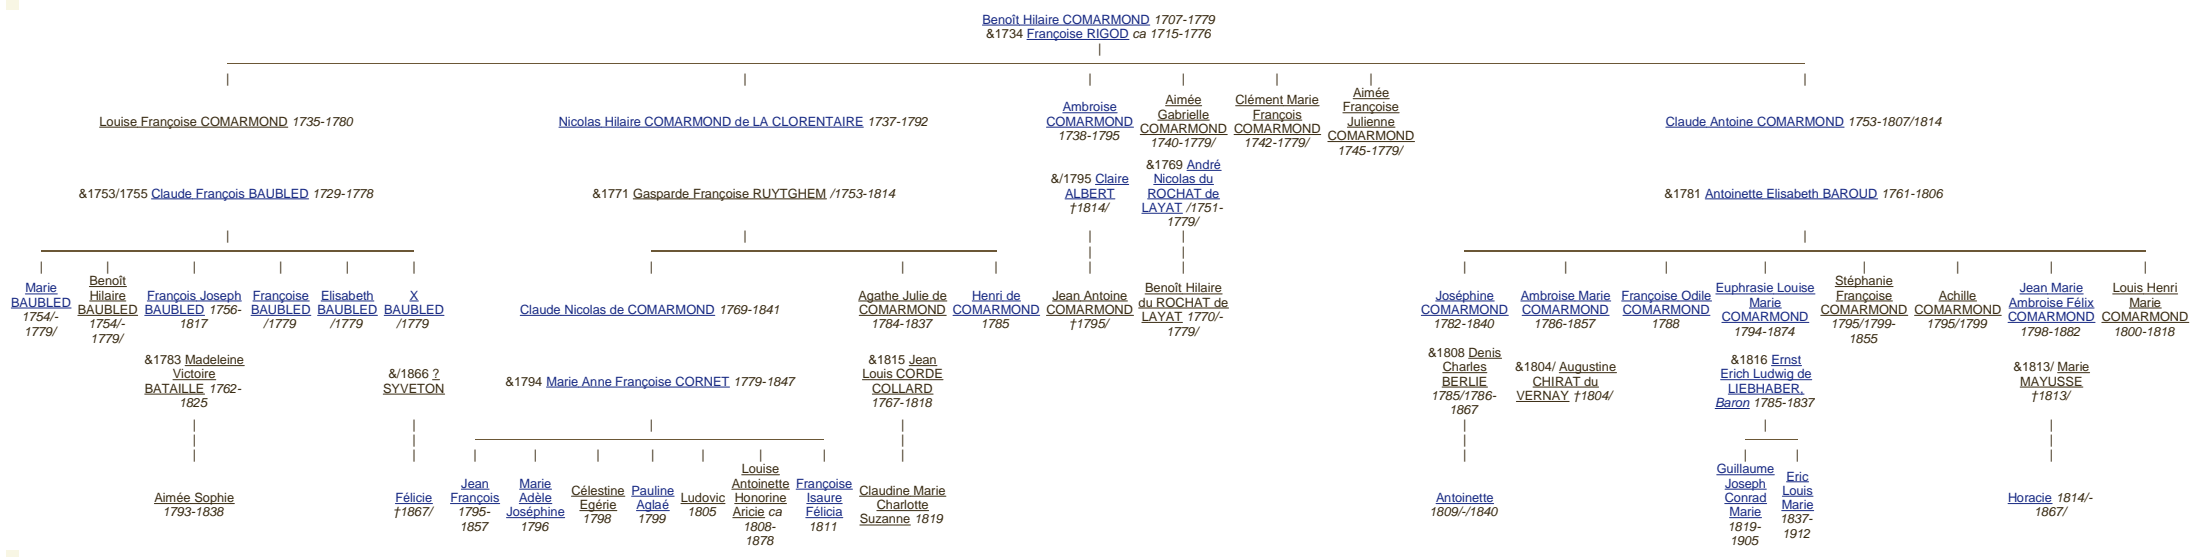 Benoît Hilaire COMARMOND 1707-1779
&1734 Françoise RIGOD ca 1715-1776
Louise Françoise COMARMOND 1735-1780
&1753/1755 Claude François BAUBLED 1729-1778
Nicolas Hilaire COMARMOND de LA CLORENTAIRE 1737-1792
&1771 Gasparde Françoise RUYTGHEM /1753-1814
Ambroise
COMARMOND
1738-1795
&/1795 Claire
ALBERT
†1814/
Aimée
Gabrielle
COMARMOND
1740-1779/
&1769 André
Nicolas du
ROCHAT de
LAYAT /1751-
1779/
Clément Marie
François
COMARMOND
1742-1779/
Aimée
Françoise
Julienne
COMARMOND
1745-1779/
Claude Antoine COMARMOND 1753-1807/1814
&1781 Antoinette Elisabeth BAROUD 1761-1806
Marie
BAUBLED
1754/-
1779/
Benoît
Hilaire
BAUBLED
1754/-
1779/
François Joseph
BAUBLED 1756-
1817
&1783 Madeleine
Victoire
BATAILLE 1762-
1825
Françoise
BAUBLED
/1779
Elisabeth
BAUBLED
/1779
X
BAUBLED
/1779
&/1866 ?
SYVETON
Claude Nicolas de COMARMOND 1769-1841
&1794 Marie Anne Françoise CORNET 1779-1847
Agathe Julie de
COMARMOND
1784-1837
&1815 Jean
Louis CORDE
COLLARD
1767-1818
Henri de
COMARMOND
1785
Jean Antoine
COMARMOND
†1795/
Benoît Hilaire
du ROCHAT de
LAYAT 1770/-
1779/
Joséphine
COMARMOND
1782-1840
&1808 Denis
Charles
BERLIE
1785/1786-
1867
Ambroise Marie
COMARMOND
1786-1857
&1804/ Augustine
CHIRAT du
VERNAY †1804/
Françoise Odile
COMARMOND
1788
Euphrasie Louise
Marie
COMARMOND
1794-1874
&1816 Ernst
Erich Ludwig de
LIEBHABER,
Baron 1785-1837
Stéphanie
Françoise
COMARMOND
1795/1799-
1855
Achille
COMARMOND
1795/1799
Jean Marie
Ambroise Félix
COMARMOND
1798-1882
&1813/ Marie
MAYUSSE
†1813/
Louis Henri
Marie
COMARMOND
1800-1818
Aimée Sophie
1793-1838
Félicie
†1867/
Jean
François
1795-
1857
Marie
Adèle
Joséphine
1796
Célestine
Egérie
1798
Pauline
Aglaé
1799
Ludovic
1805
Louise
Antoinette
Honorine
Aricie ca
1808-
1878
Françoise
Isaure
Félicia
1811
Claudine Marie
Charlotte
Suzanne 1819
Antoinette
1809/-/1840
Guillaume
Joseph
Conrad
Marie
1819-
1905
Eric
Louis
Marie
1837-
1912
Horacie 1814/-
1867/